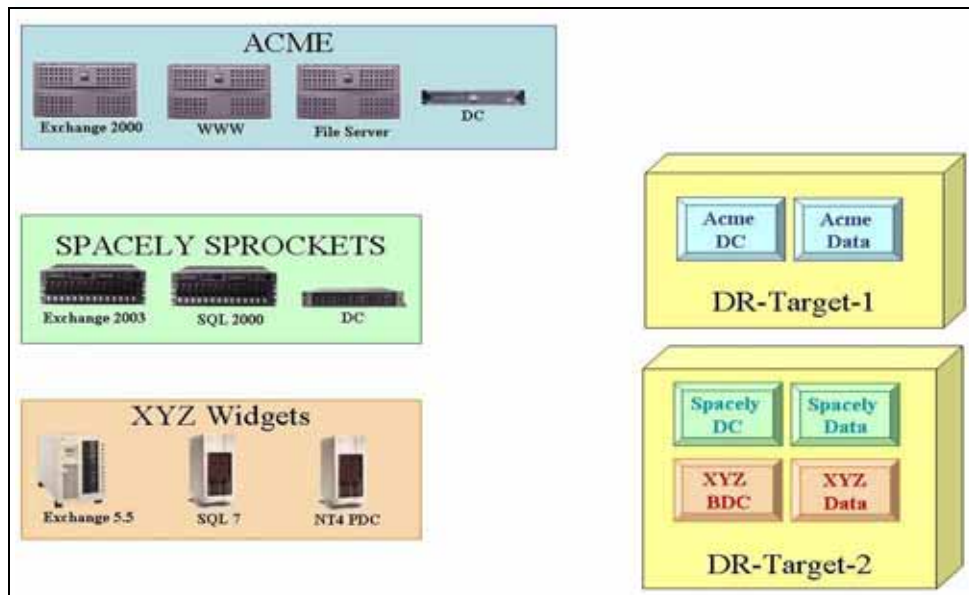 ACME
Exchange 2000
WWW
File Server
DC
SPACELY SPROCKETS
Exchange 2003
SQL 2000
DC
XYZ Widgets
Exchange 5.5
SQL 7
NT4 PDC
Acme
DC
Acme
Data
DR-Target-1
Spacely
DC
Spacely
Data
XYZ
BDC
XYZ
Data
DR-Target-2